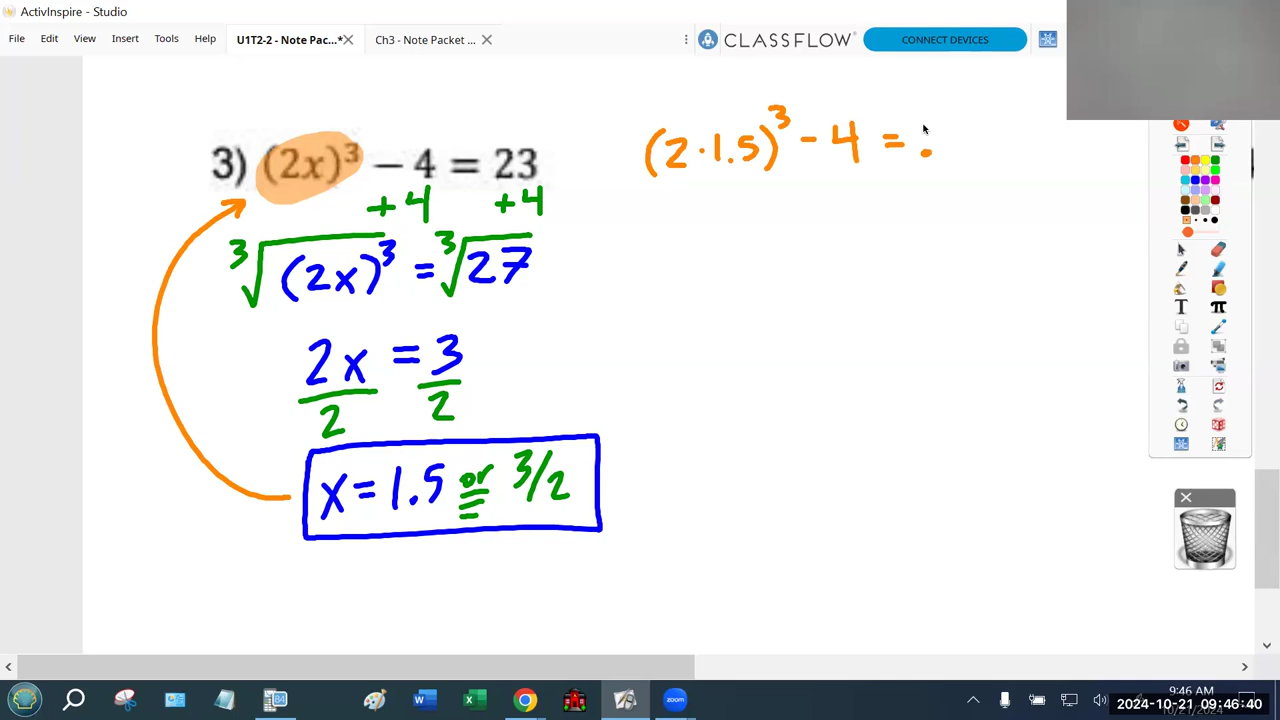 ActivInspire - Studio
File Edit View Insert Tools Help U1T2-2 - Note Pac...* Ch3 - Note Packet ... CLASSFLOW CONNECT DEVICES
3) (2x)³ − 4 = 23
(2·1.5)³ − 4 =
+4 +4
∛(2x)³ = ∛27
2x = 3
2 2
x = 1.5 or 3/2
9:46 AM
2024-10-21 09:46:40